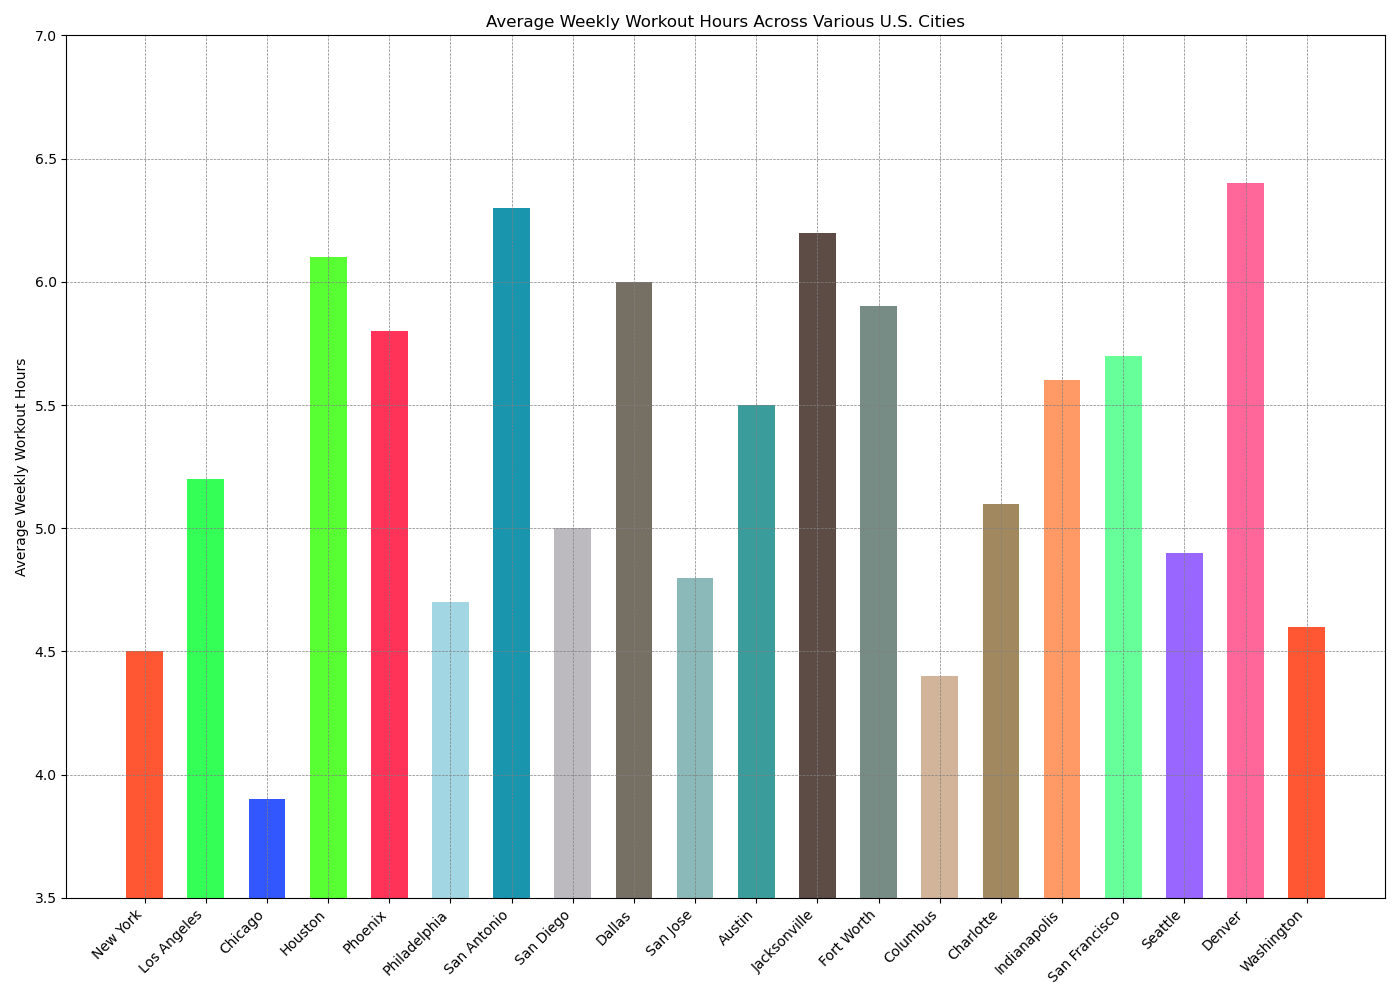 Average Weekly Workout Hours Across Various U.S. Cities
Average Weekly Workout Hours
7.0
6.5
6.0
5.5
5.0
4.5
4.0
3.5
New York
Los Angeles
Chicago
Houston
Phoenix
Philadelphia
San Antonio
San Diego
Dallas
San Jose
Austin
Jacksonville
Fort Worth
Columbus
Charlotte
Indianapolis
San Francisco
Seattle
Denver
Washington